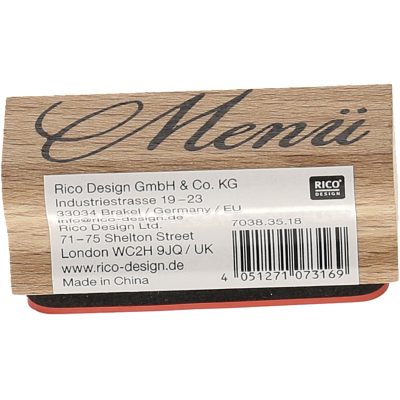 Menü
Rico Design GmbH & Co. KG
Industriestrasse 19–23
33034 Brakel / Germany / EU
info@rico-design.de
Rico Design Ltd.
71–75 Shelton Street
London WC2H 9JQ / UK
www.rico-design.de
Made in China
RICO
DESIGN
7038.35.18
4 051271 073169